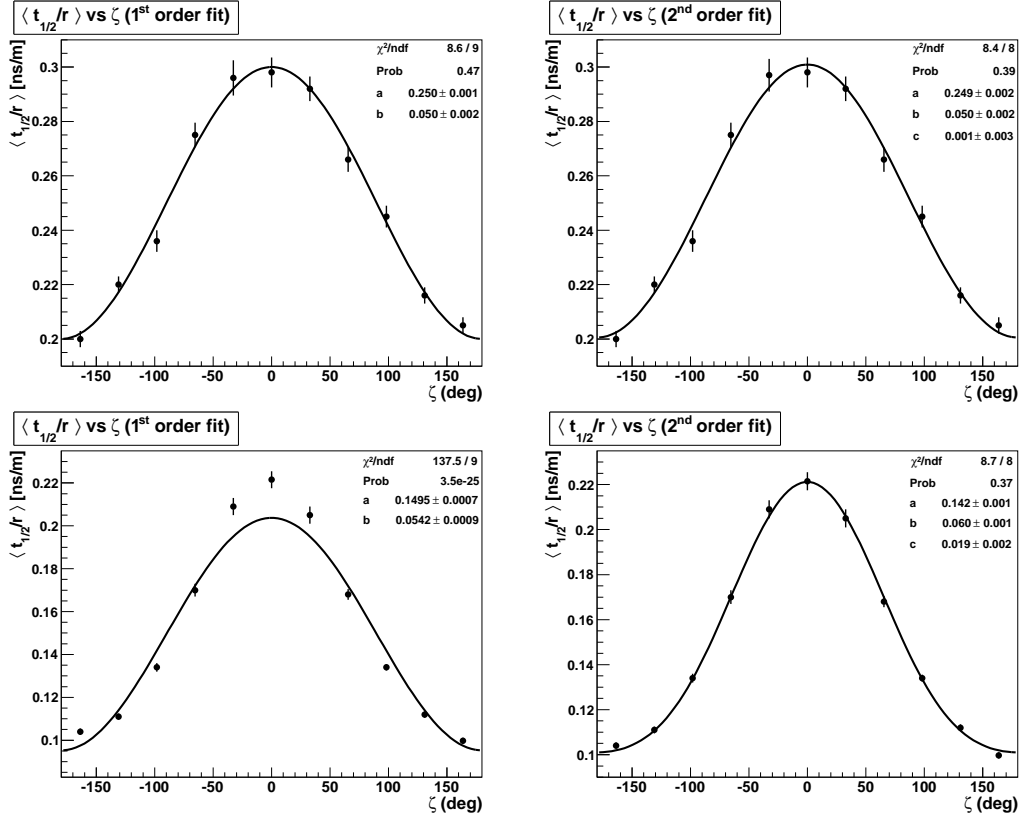 ⟨ t1/2/r ⟩ vs ζ (1st order fit)
⟨ t1/2/r ⟩ [ns/m]
χ²/ndf 8.6 / 9
Prob 0.47
a 0.250 ± 0.001
b 0.050 ± 0.002
0.3
0.28
0.26
0.24
0.22
0.2
-150 -100 -50 0 50 100 150
ζ (deg)
⟨ t1/2/r ⟩ vs ζ (2nd order fit)
⟨ t1/2/r ⟩ [ns/m]
χ²/ndf 8.4 / 8
Prob 0.39
a 0.249 ± 0.002
b 0.050 ± 0.002
c 0.001 ± 0.003
0.3
0.28
0.26
0.24
0.22
0.2
-150 -100 -50 0 50 100 150
ζ (deg)
⟨ t1/2/r ⟩ vs ζ (1st order fit)
⟨ t1/2/r ⟩ [ns/m]
χ²/ndf 137.5 / 9
Prob 3.5e-25
a 0.1495 ± 0.0007
b 0.0542 ± 0.0009
0.22
0.2
0.18
0.16
0.14
0.12
0.1
-150 -100 -50 0 50 100 150
ζ (deg)
⟨ t1/2/r ⟩ vs ζ (2nd order fit)
⟨ t1/2/r ⟩ [ns/m]
χ²/ndf 8.7 / 8
Prob 0.37
a 0.142 ± 0.001
b 0.060 ± 0.001
c 0.019 ± 0.002
0.22
0.2
0.18
0.16
0.14
0.12
0.1
-150 -100 -50 0 50 100 150
ζ (deg)